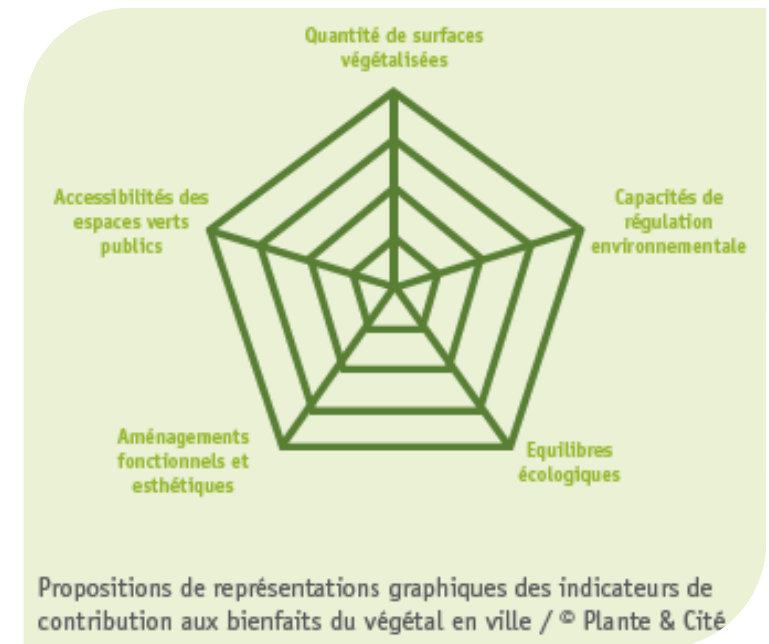 Quantité de surfaces
végétalisées
Accessibilités des
espaces verts
publics
Capacités de
régulation
environnementale
Aménagements
fonctionnels et
esthétiques
Equilibres
écologiques
Propositions de représentations graphiques des indicateurs de
contribution aux bienfaits du végétal en ville / © Plante & Cité